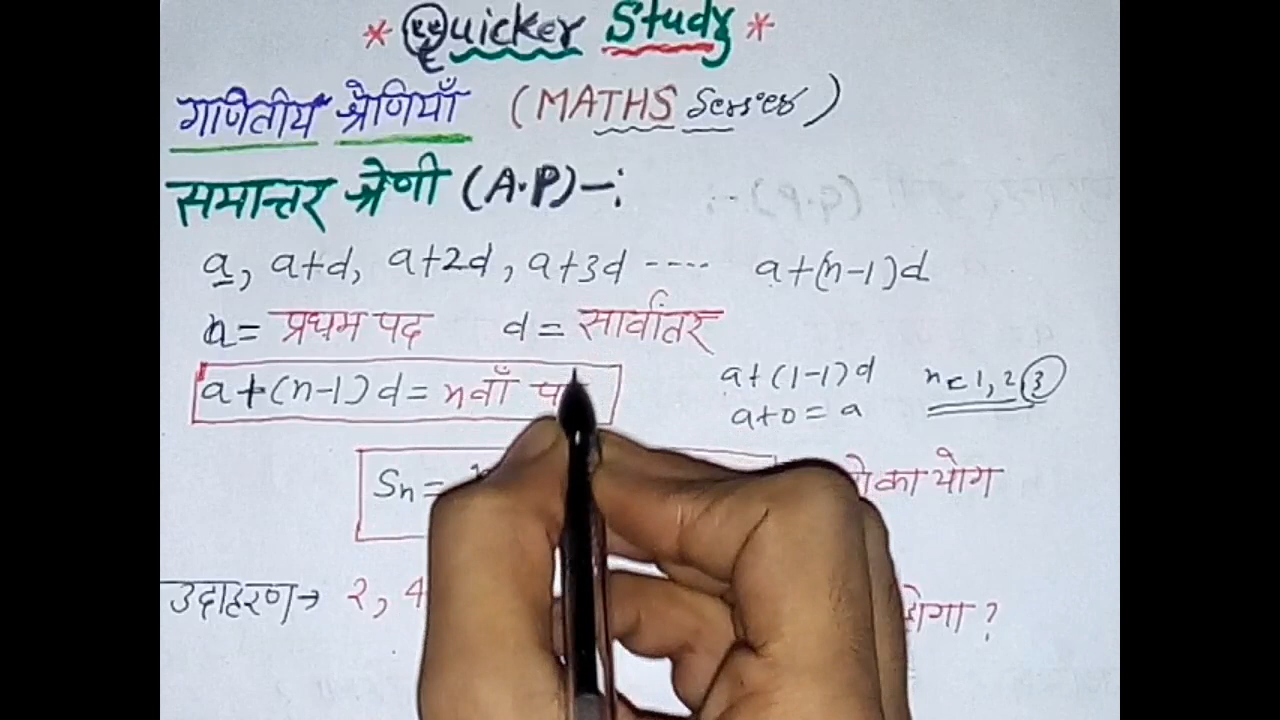 * Quicker Study *
गणितीय श्रेणियाँ (MATHS Series)
समान्तर श्रेणी (A.P)-:
a, a+d, a+2d, a+3d ---- a+(n-1)d
a = प्रथम पद d = सार्वांतर
a+(n-1)d = nवाँ
a+(1-1)d n = 1, 2 3
a+0 = a
Sn = का योग
उदाहरण→ 2, 4 होगा ?